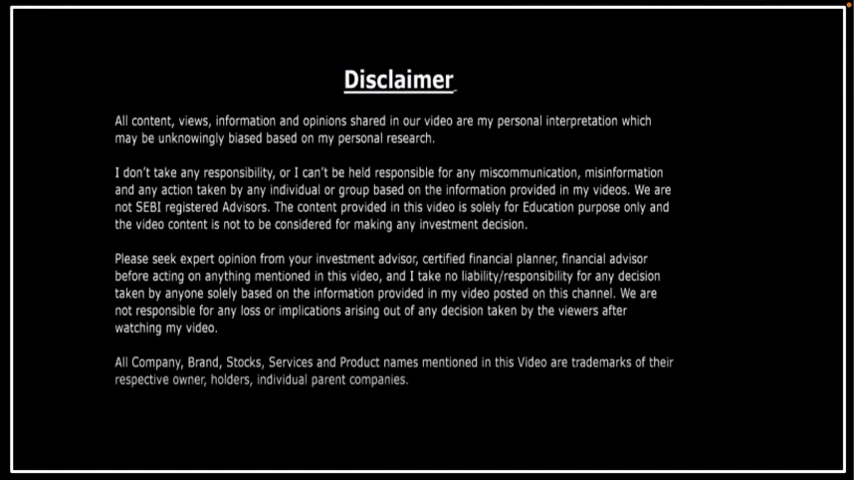 Disclaimer
All content, views, information and opinions shared in our video are my personal interpretation which
may be unknowingly biased based on my personal research.
I don't take any responsibility, or I can't be held responsible for any miscommunication, misinformation
and any action taken by any individual or group based on the information provided in my videos. We are
not SEBI registered Advisors. The content provided in this video is solely for Education purpose only and
the video content is not to be considered for making any investment decision.
Please seek expert opinion from your investment advisor, certified financial planner, financial advisor
before acting on anything mentioned in this video, and I take no liability/responsibility for any decision
taken by anyone solely based on the information provided in my video posted on this channel. We are
not responsible for any loss or implications arising out of any decision taken by the viewers after
watching my video.
All Company, Brand, Stocks, Services and Product names mentioned in this Video are trademarks of their
respective owner, holders, individual parent companies.